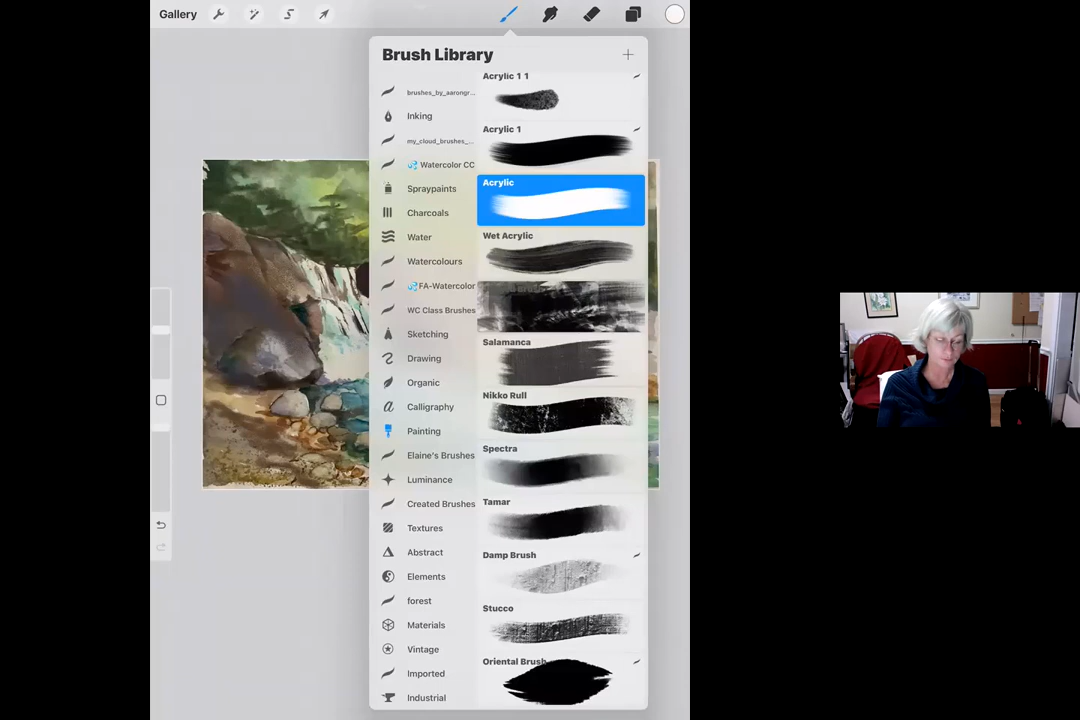 Gallery
Brush Library
brushes_by_aarongr...
Inking
my_cloud_brushes_...
Watercolor CC
Spraypaints
Charcoals
Water
Watercolours
FA-Watercolor
WC Class Brushes
Sketching
Drawing
Organic
Calligraphy
Painting
Elaine's Brushes
Luminance
Created Brushes
Textures
Abstract
Elements
forest
Materials
Vintage
Imported
Industrial
Acrylic 1 1
Acrylic 1
Acrylic
Wet Acrylic
Salamanca
Nikko Rull
Spectra
Tamar
Damp Brush
Stucco
Oriental Brush